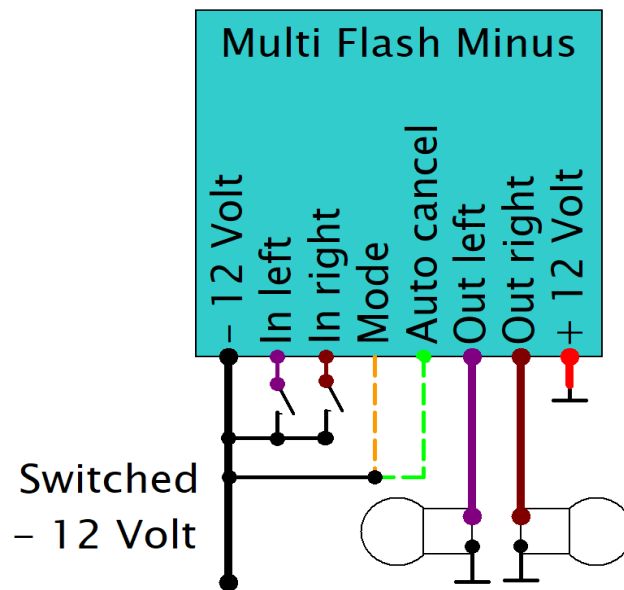 Multi Flash Minus
– 12 Volt
In left
In right
Mode
Auto cancel
Out left
Out right
+ 12 Volt
Switched
– 12 Volt